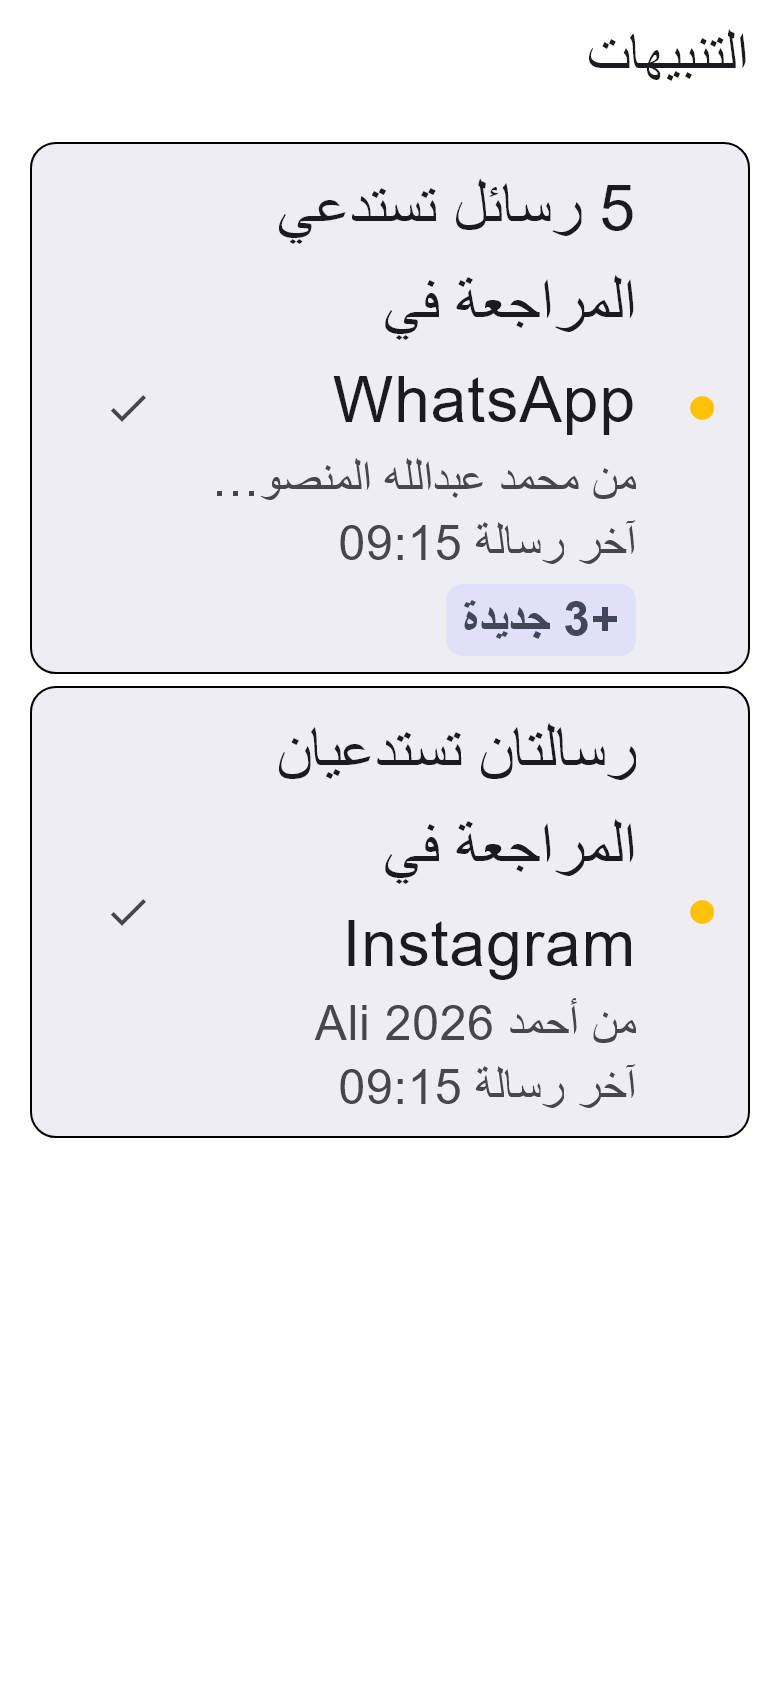 التنبيهات
5 رسائل تستدعي
المراجعة في
WhatsApp
من محمد عبدالله المنصو...
آخر رسالة 09:15
+3 جديدة
رسالتان تستدعيان
المراجعة في
Instagram
من أحمد Ali 2026
آخر رسالة 09:15